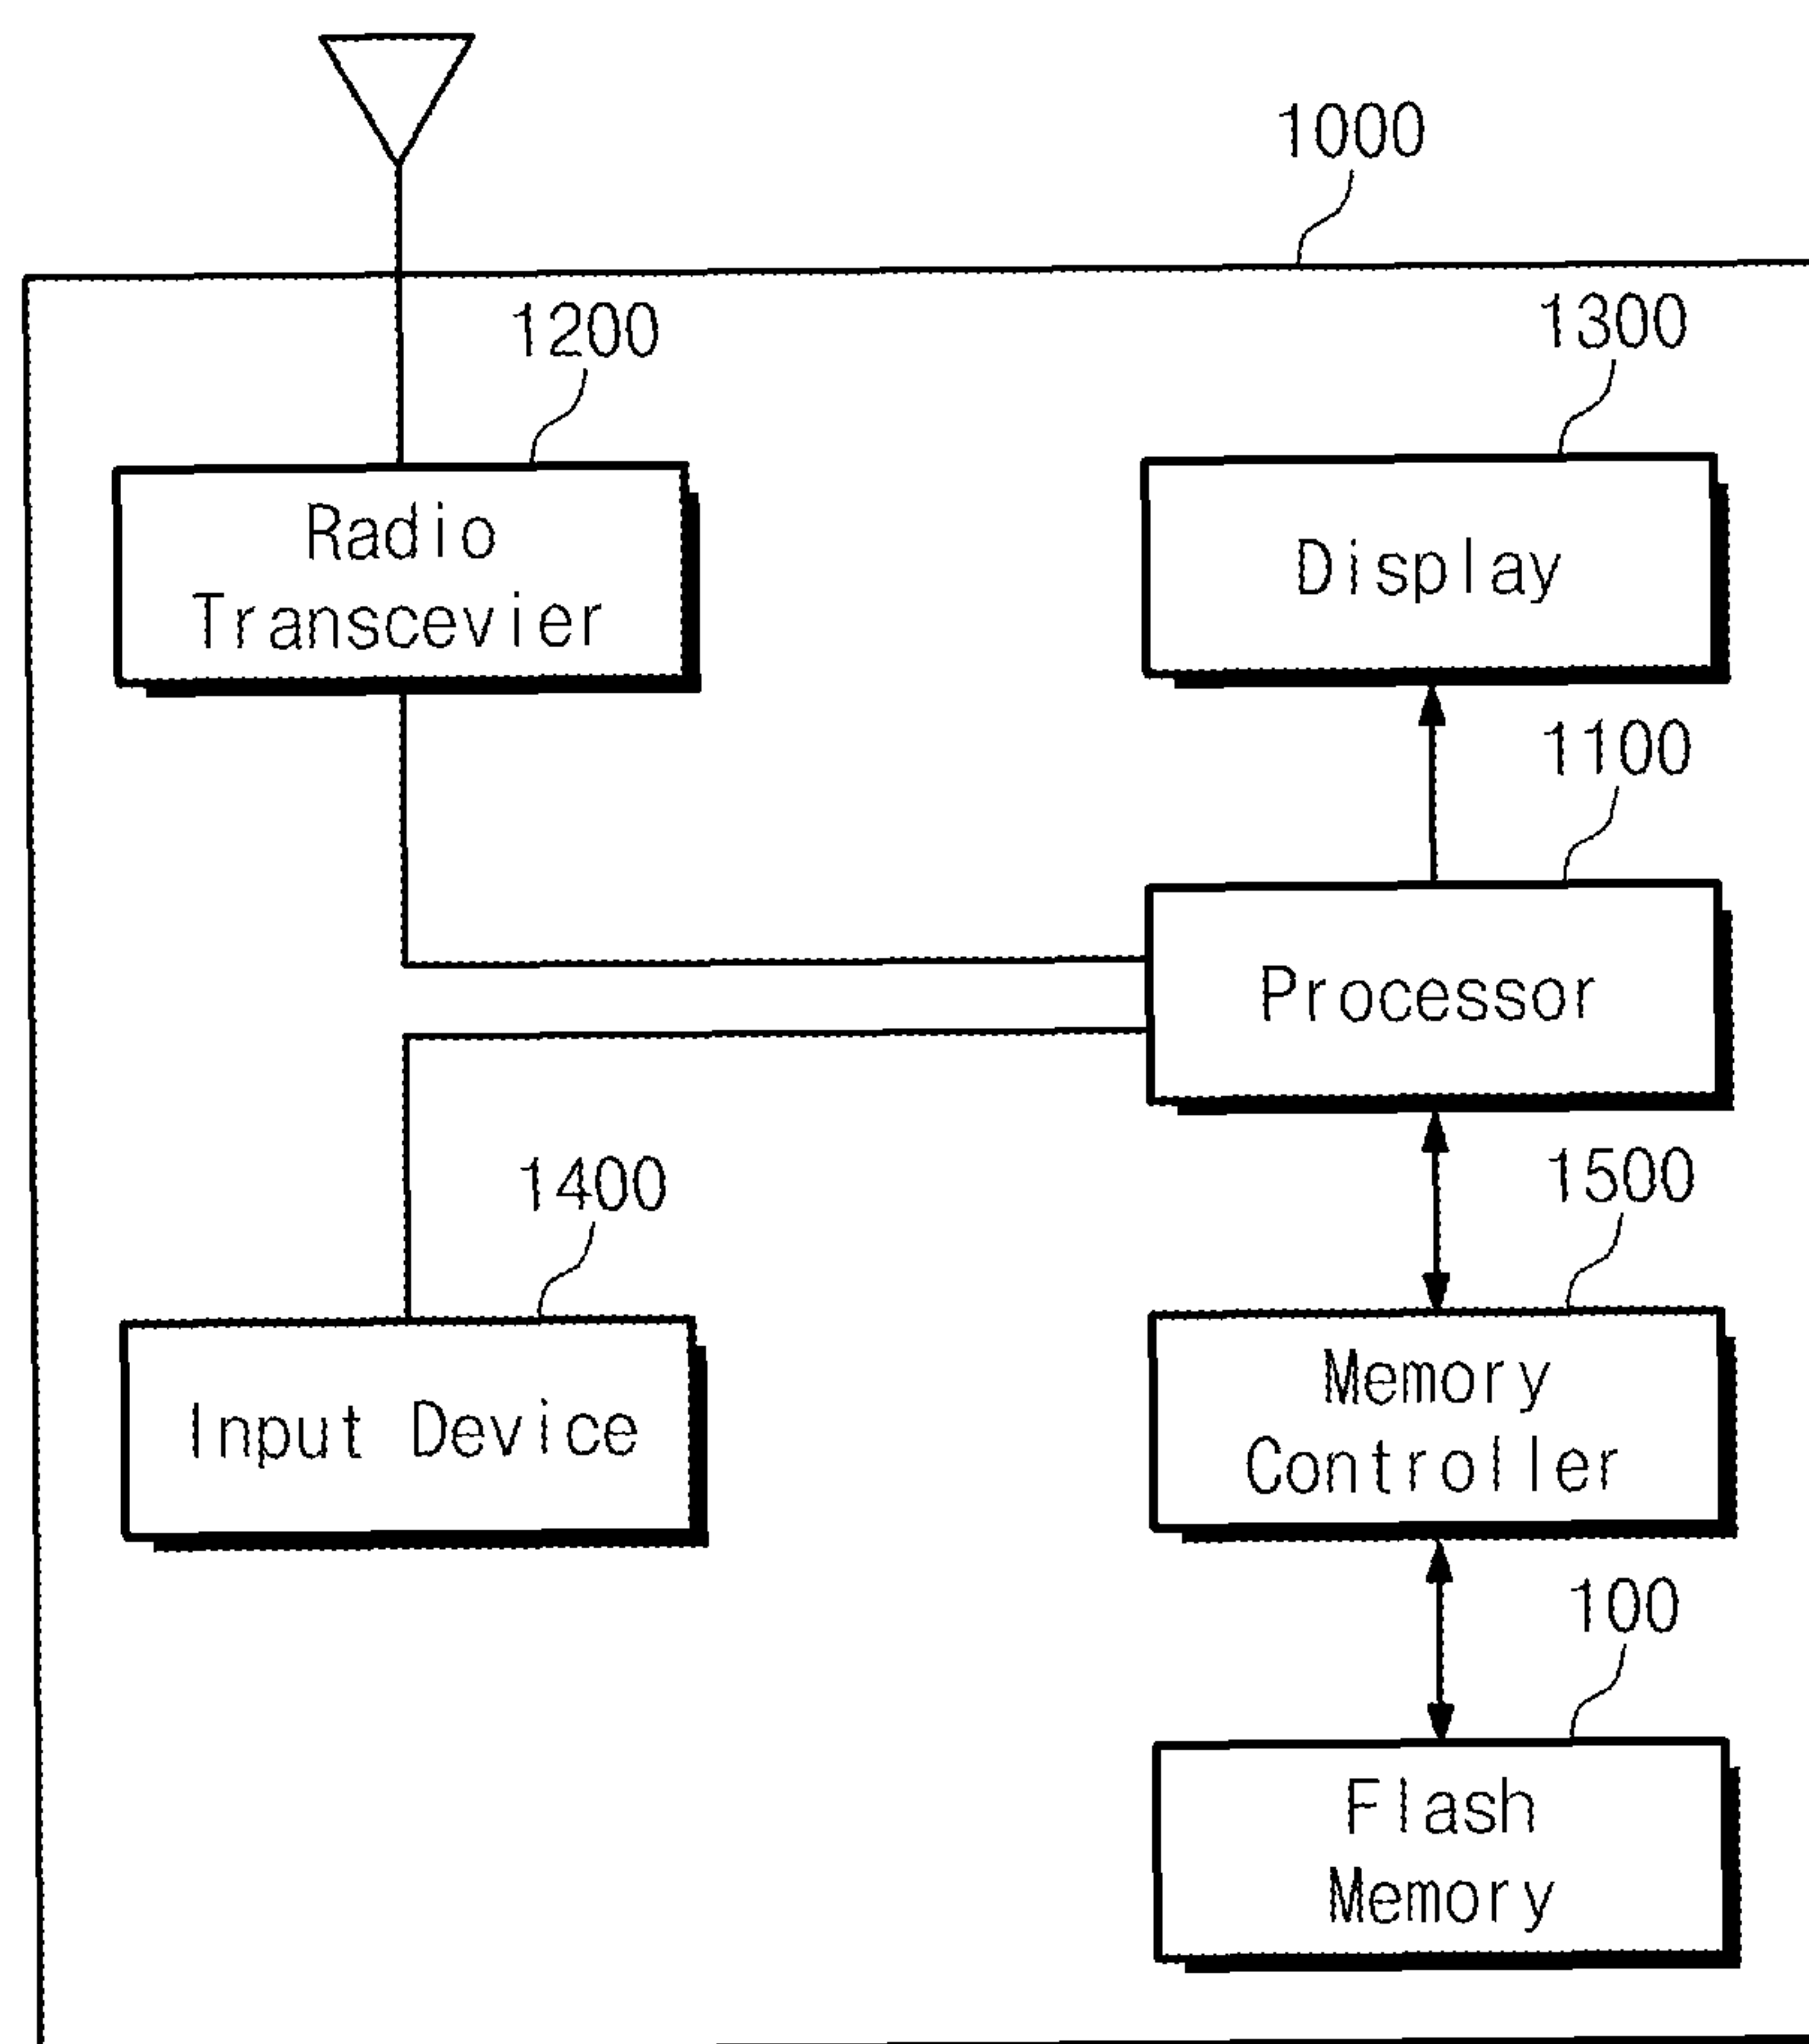 1000
1200
1300
Radio
Transcevier
Display
1100
Processor
1400
1500
Input Device
Memory
Controller
100
Flash
Memory